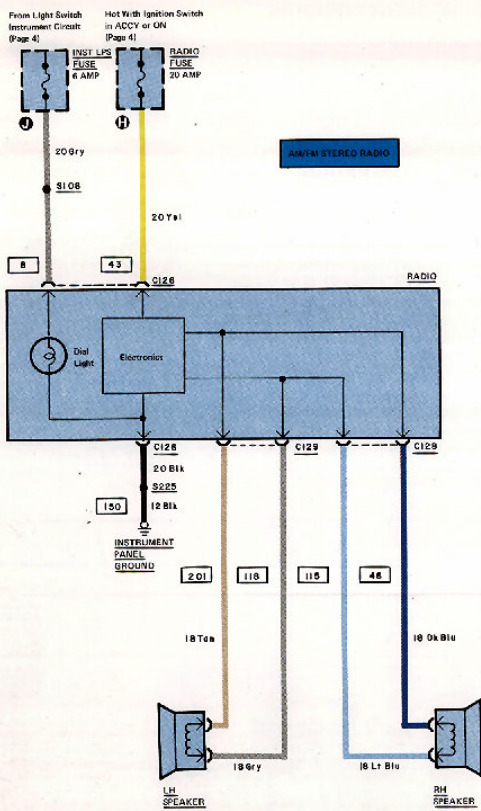 From Light Switch
Instrument Circuit
(Page 4)
Hot With Ignition Switch
in ACCY or ON
(Page 4)
INST LPS
FUSE
6 AMP
RADIO
FUSE
20 AMP
J
H
20 Gry
S108
AM/FM STEREO RADIO
20 Yel
8
43
C126
RADIO
Dial
Light
Electronics
C126
C129
C129
20 Blk
S225
150
12 Blk
INSTRUMENT
PANEL
GROUND
201
118
115
46
18 Tan
18 Dk Blu
18 Gry
18 Lt Blu
LH
SPEAKER
RH
SPEAKER